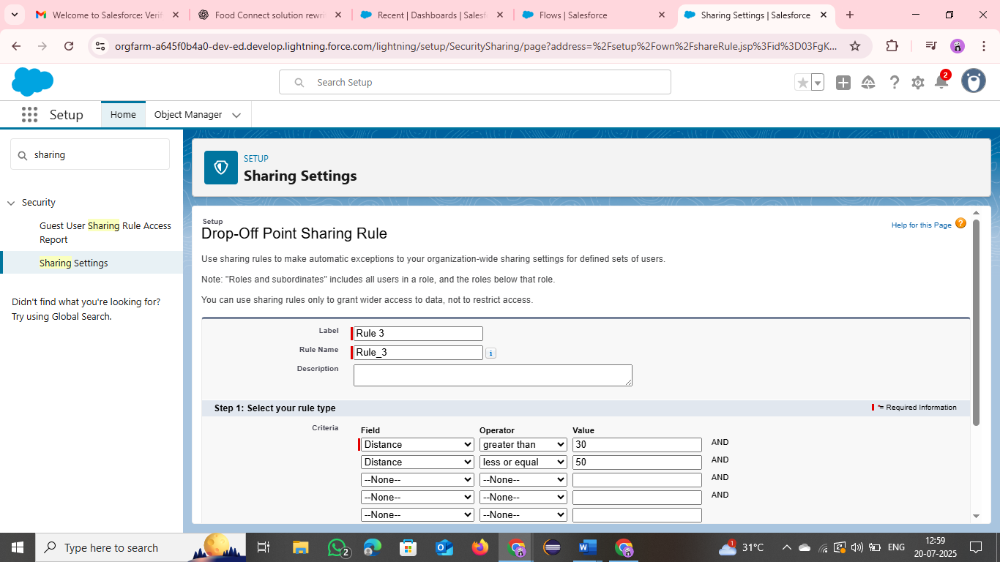 Welcome to Salesforce: Verif
Food Connect solution rewri
Recent | Dashboards | Salesf
Flows | Salesforce
Sharing Settings | Salesforce
orgfarm-a645f0b4a0-dev-ed.develop.lightning.force.com/lightning/setup/SecuritySharing/page?address=%2Fsetup%2Fown%2FshareRule.jsp%3Fid%3D03FgK...
Search Setup
2
Setup
Home
Object Manager
sharing
Security
Guest User Sharing Rule Access
Report
Sharing Settings
Didn't find what you're looking for?
Try using Global Search.
SETUP
Sharing Settings
Setup
Drop-Off Point Sharing Rule
Help for this Page
Use sharing rules to make automatic exceptions to your organization-wide sharing settings for defined sets of users.
Note: "Roles and subordinates" includes all users in a role, and the roles below that role.
You can use sharing rules only to grant wider access to data, not to restrict access.
Label Rule 3
Rule Name Rule_3 i
Description
Step 1: Select your rule type
= Required Information
Criteria
Field Operator Value
Distance greater than 30 AND
Distance less or equal 50 AND
--None-- --None-- AND
--None-- --None-- AND
--None-- --None--
Type here to search
2
1
31°C
ENG
12:59
20-07-2025